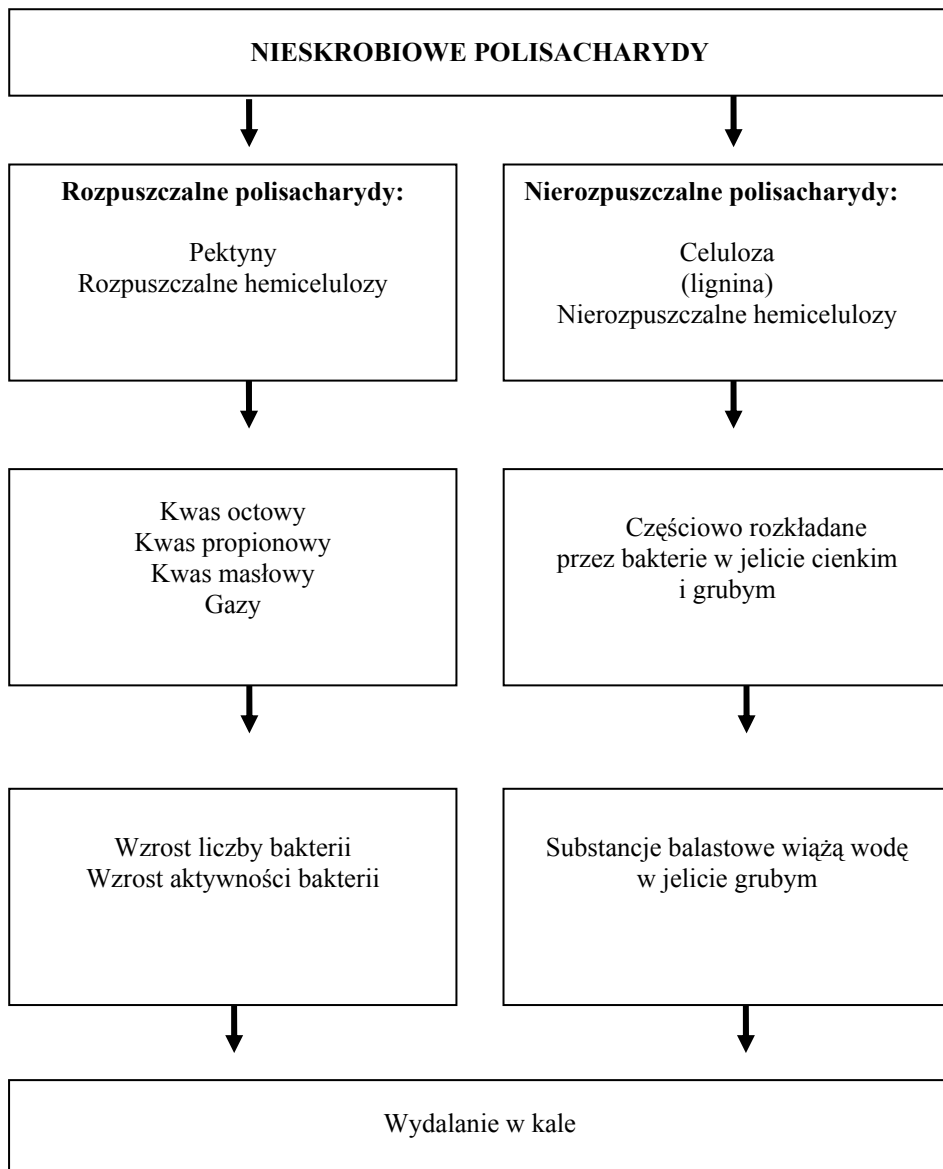 NIESKROBIOWE POLISACHARYDY
Rozpuszczalne polisacharydy:
Pektyny
Rozpuszczalne hemicelulozy
Nierozpuszczalne polisacharydy:
Celuloza
(lignina)
Nierozpuszczalne hemicelulozy
Kwas octowy
Kwas propionowy
Kwas masłowy
Gazy
Częściowo rozkładane
przez bakterie w jelicie cienkim
i grubym
Wzrost liczby bakterii
Wzrost aktywności bakterii
Substancje balastowe wiążą wodę
w jelicie grubym
Wydalanie w kale